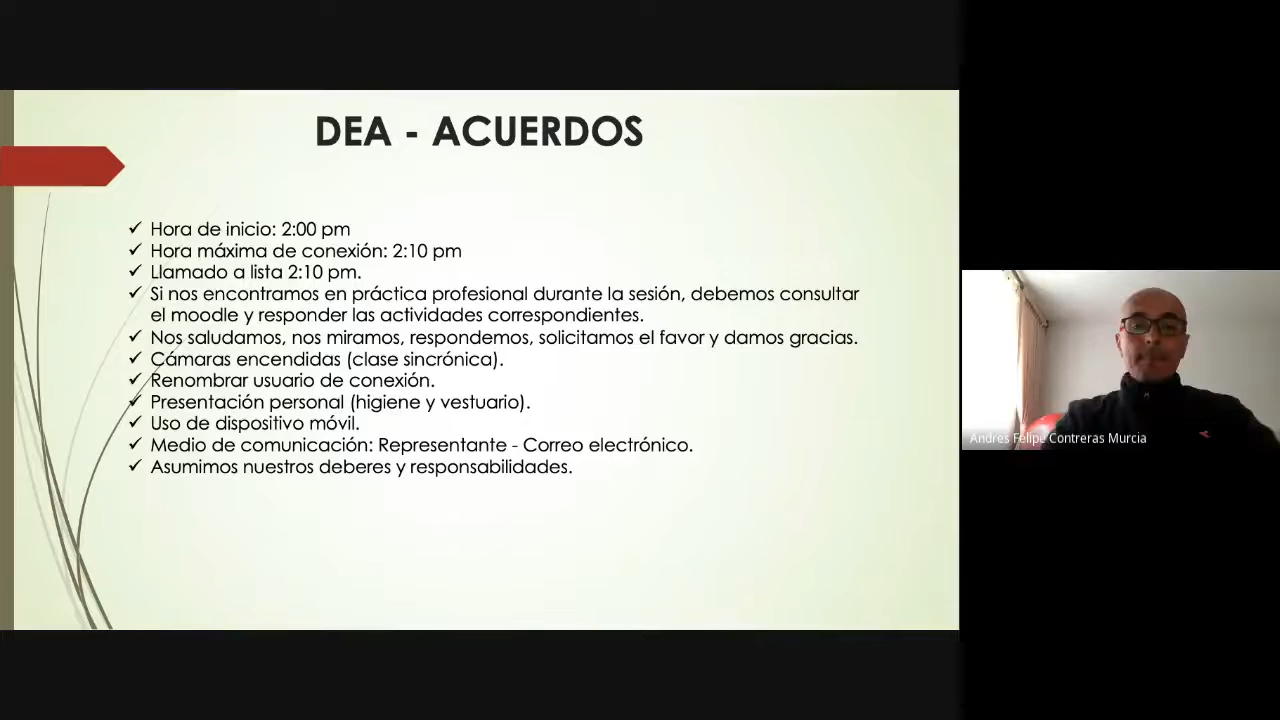 DEA - ACUERDOS
✓ Hora de inicio: 2:00 pm
✓ Hora máxima de conexión: 2:10 pm
✓ Llamado a lista 2:10 pm.
✓ Si nos encontramos en práctica profesional durante la sesión, debemos consultar
el moodle y responder las actividades correspondientes.
✓ Nos saludamos, nos miramos, respondemos, solicitamos el favor y damos gracias.
✓ Cámaras encendidas (clase sincrónica).
✓ Renombrar usuario de conexión.
✓ Presentación personal (higiene y vestuario).
✓ Uso de dispositivo móvil.
✓ Medio de comunicación: Representante - Correo electrónico.
✓ Asumimos nuestros deberes y responsabilidades.
Andres Felipe Contreras Murcia